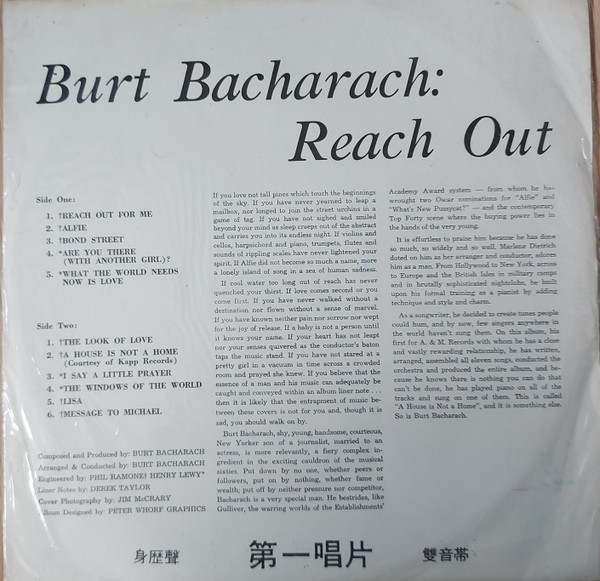 Burt Bacharach:
Reach Out
Side One:
1. †REACH OUT FOR ME
2. †ALFIE
3. †BOND STREET
4. *ARE YOU THERE
(WITH ANOTHER GIRL)?
5. *WHAT THE WORLD NEEDS
NOW IS LOVE
Side Two:
1. †THE LOOK OF LOVE
2. †A HOUSE IS NOT A HOME
(Courtesy of Kapp Records)
3. *I SAY A LITTLE PRAYER
4. *THE WINDOWS OF THE WORLD
5. †LISA
6. †MESSAGE TO MICHAEL
Composed and Produced by: BURT BACHARACH
Arranged & Conducted by: BURT BACHARACH
Engineered by: PHIL RAMONE† HENRY LEWY*
Liner Notes by: DEREK TAYLOR
Cover Photography by: JIM McCRARY
Album Designed by: PETER WHORF GRAPHICS
If you love not tall pines which touch the beginnings
of the sky. If you have never yearned to leap a
mailbox, nor longed to join the street urchins in a
game of tag. If you have not sighed and smiled
beyond your mind as sleep creeps out of the abstract
and carries you into its endless night. If violins and
cellos, harpsichord and piano, trumpets, flutes and
sounds of rippling scales have never lightened your
spirit. If Alfie did not become so much a name, more
a lonely island of song in a sea of human sadness.
If cool water too long out of reach has never
quenched your thirst. If love comes second or you
come first. If you have never walked without a
destination nor flown without a sense of marvel.
If you have known neither pain nor sorrow nor wept
for the joy of release. If a baby is not a person until
it knows your name. If your heart has not leapt
nor your senses quivered as the conductor's baton
taps the music stand. If you have not stared at a
pretty girl in a vacuum in time across a crowded
room and prayed she knew. If you believe that the
essence of a man and his music can adequately be
caught and conveyed within an album liner note . . .
then it is likely that the entrapment of music be-
tween these covers is not for you and, though it is
sad, you should walk on by.
Burt Bacharach, shy, young, handsome, courteous,
New Yorker son of a journalist, married to an
actress, is more relevantly, a fiery complex in-
gredient in the exciting cauldron of the musical
sixties. Put down by no one, whether peers or
followers, put on by nothing, whether fame or
wealth; put off by neither pressure nor competitor,
Bacharach is a very special man. He bestrides, like
Gulliver, the warring worlds of the Establishments'
Academy Award system — from whom he has
wrought two Oscar nominations for "Alfie" and
"What's New Pussycat?" — and the contemporary
Top Forty scene where the buying power lies in
the hands of the very young.
It is effortless to praise him because he has done
so much, so widely and so well. Marlene Dietrich
doted on him as her arranger and conductor, adores
him as a man. From Hollywood to New York, across
to Europe and the British Isles in military camps
and in brutally sophisticated nightclubs, he built
upon his formal training as a pianist by adding
technique and style and charm.
As a songwriter, he decided to create tunes people
could hum, and by now, few singers anywhere in
the world haven't sung them. On this album, his
first for A. & M. Records with whom he has a close
and vastly rewarding relationship, he has written,
arranged, assembled all eleven songs, conducted the
orchestra and produced the entire album, and be-
cause he knows there is nothing you can do that
can't be done, he has played piano on all of the
tracks and sung on one of them. This is called
"A House is Not a Home", and it is something else.
So is Burt Bacharach.
身歷聲 第一唱片 雙音帶